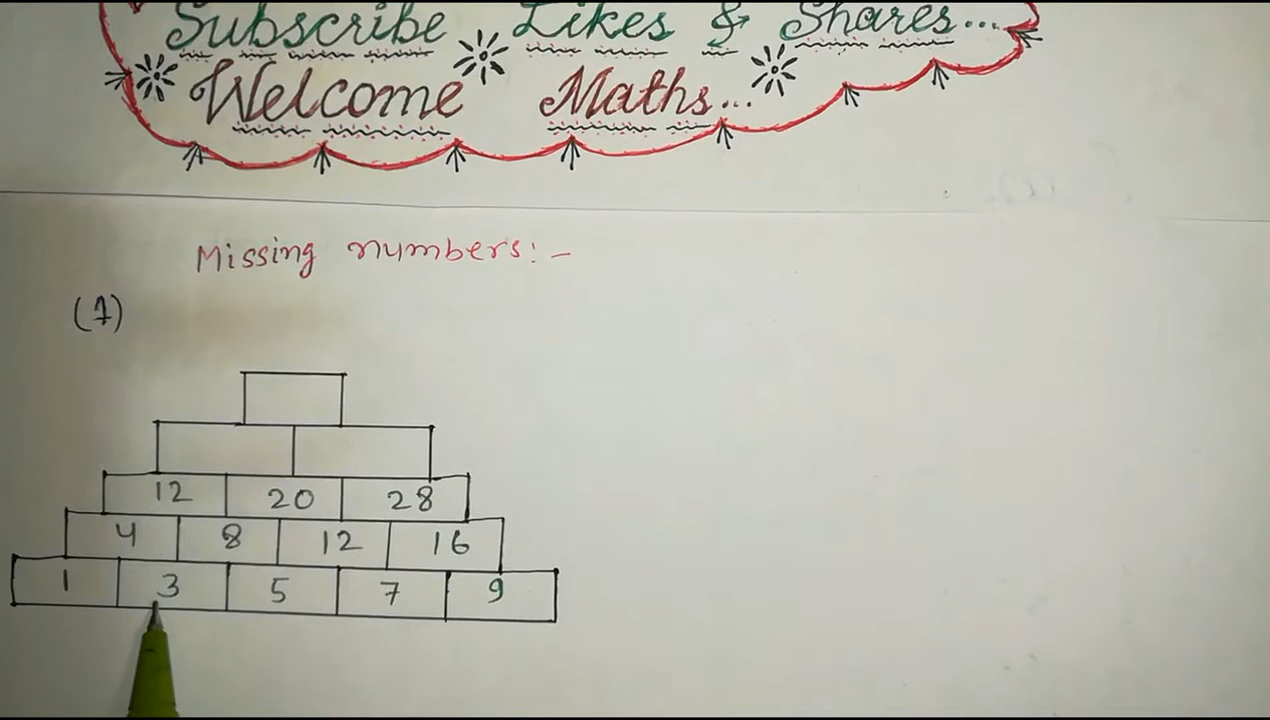 Subscribe Likes & Shares...
Welcome Maths...
Missing numbers:-
(1)
12 20 28
4 8 12 16
1 3 5 7 9